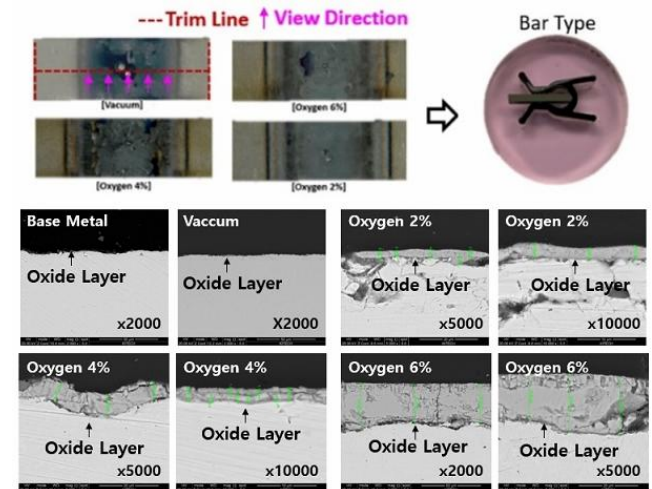 --- Trim Line ↑ View Direction
Bar Type
[Vacuum]
[Oxygen 6%]
[Oxygen 4%]
[Oxygen 2%]
Base Metal
Oxide Layer
x2000
Vaccum
Oxide Layer
X2000
Oxygen 2%
Oxide Layer
x5000
Oxygen 2%
Oxide Layer
x10000
Oxygen 4%
Oxide Layer
x5000
Oxygen 4%
Oxide Layer
x10000
Oxygen 6%
Oxide Layer
x2000
Oxygen 6%
Oxide Layer
x5000